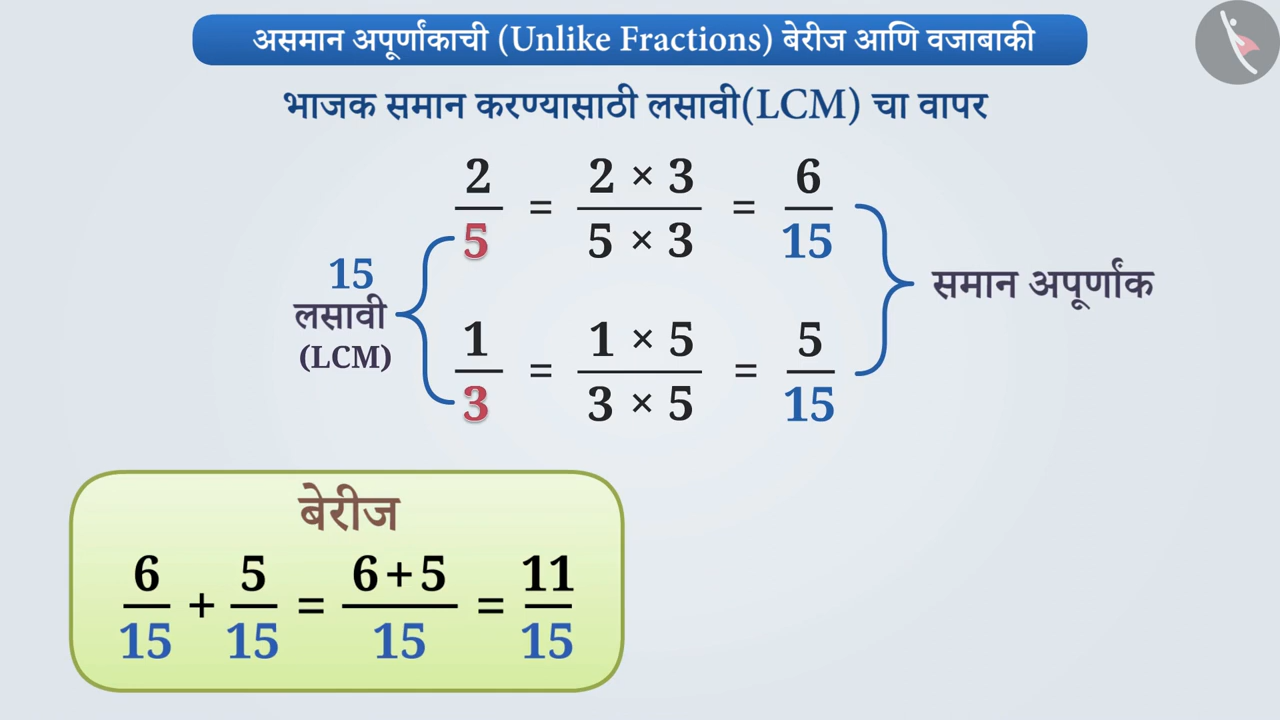 असमान अपूर्णांकाची (Unlike Fractions) बेरीज आणि वजाबाकी
भाजक समान करण्यासाठी लसावी(LCM) चा वापर
2/5 = 2 × 3/5 × 3 = 6/15
15
लसावी
(LCM)
समान अपूर्णांक
1/3 = 1 × 5/3 × 5 = 5/15
बेरीज
6/15 + 5/15 = 6+5/15 = 11/15